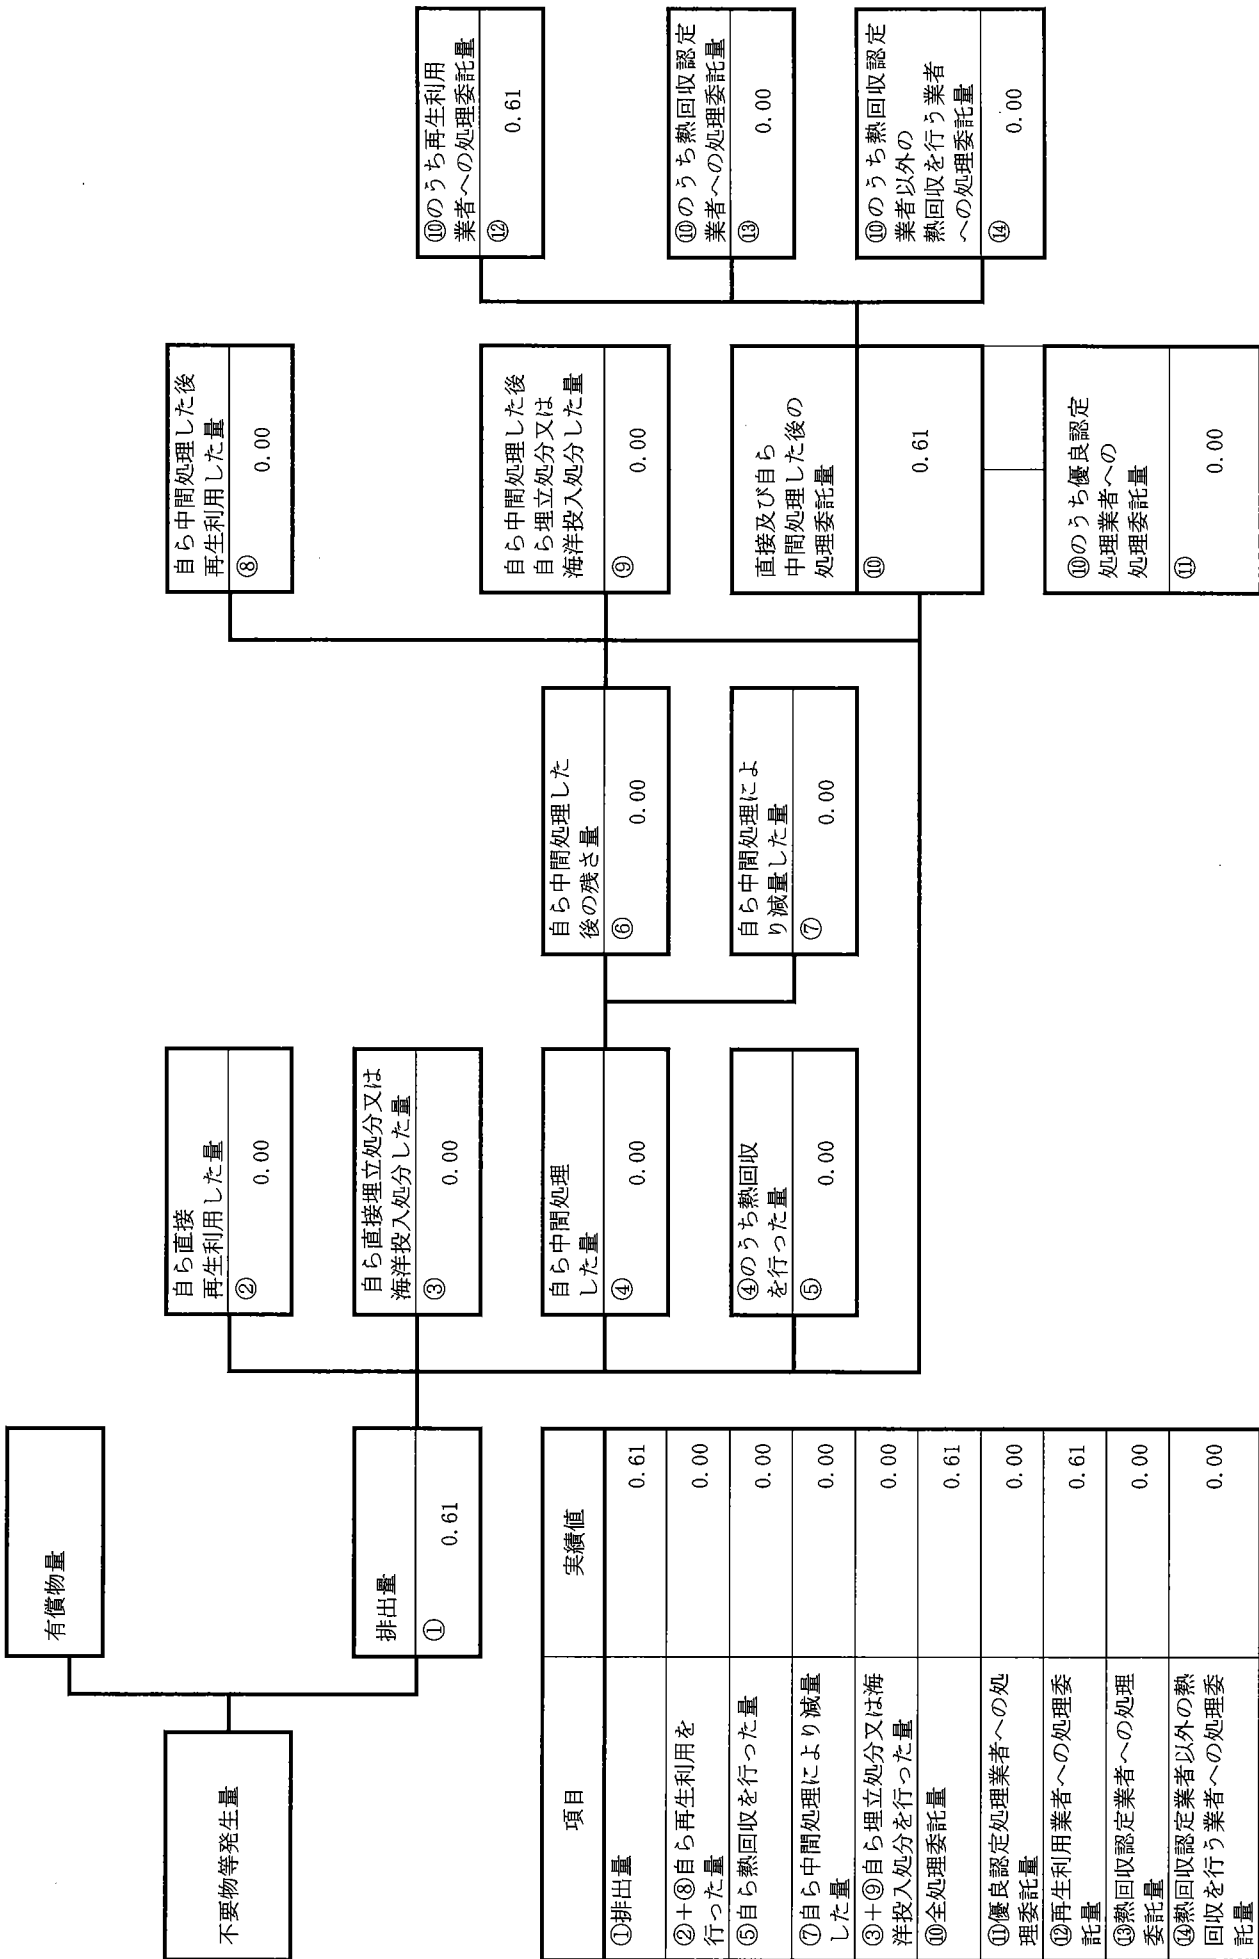 不要物等発生量
有償物量
排出量
① 0.61
自ら直接
再生利用した量
② 0.00
自ら直接埋立処分又は
海洋投入処分した量
③ 0.00
自ら中間処理
した量
④ 0.00
④のうち熱回収
を行った量
⑤ 0.00
自ら中間処理した
後の残さ量
⑥ 0.00
自ら中間処理によ
り減量した量
⑦ 0.00
自ら中間処理した後
再生利用した量
⑧ 0.00
自ら中間処理した後
自ら埋立処分又は
海洋投入処分した量
⑨ 0.00
直接及び自ら
中間処理した後の
処理委託量
⑩ 0.61
⑩のうち優良認定
処理業者への
処理委託量
⑪ 0.00
⑩のうち再生利用
業者への処理委託量
⑫ 0.61
⑩のうち熱回収認定
業者への処理委託量
⑬ 0.00
⑩のうち熱回収認定
業者以外の
熱回収を行う業者
への処理委託量
⑭ 0.00
項目 実績値
①排出量 0.61
②+⑧自ら再生利用を
行った量 0.00
⑤自ら熱回収を行った量 0.00
⑦自ら中間処理により減量
した量 0.00
③+⑨自ら埋立処分又は海
洋投入処分を行った量 0.00
⑩全処理委託量 0.61
⑪優良認定処理業者への処
理委託量 0.00
⑫再生利用業者への処理委
託量 0.61
⑬熱回収認定業者への処理
委託量 0.00
⑭熱回収認定業者以外の熱
回収を行う業者への処理委
託量 0.00